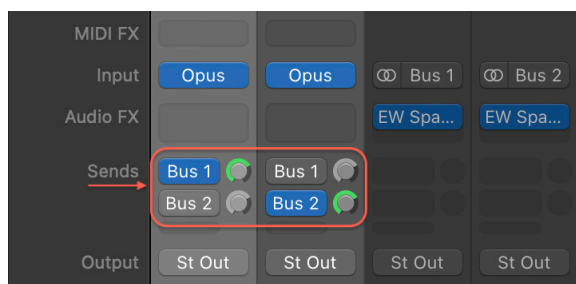 MIDI FX
Input Opus Opus Bus 1 Bus 2
Audio FX EW Spa... EW Spa...
Sends Bus 1 Bus 1
Bus 2 Bus 2
Output St Out St Out St Out St Out